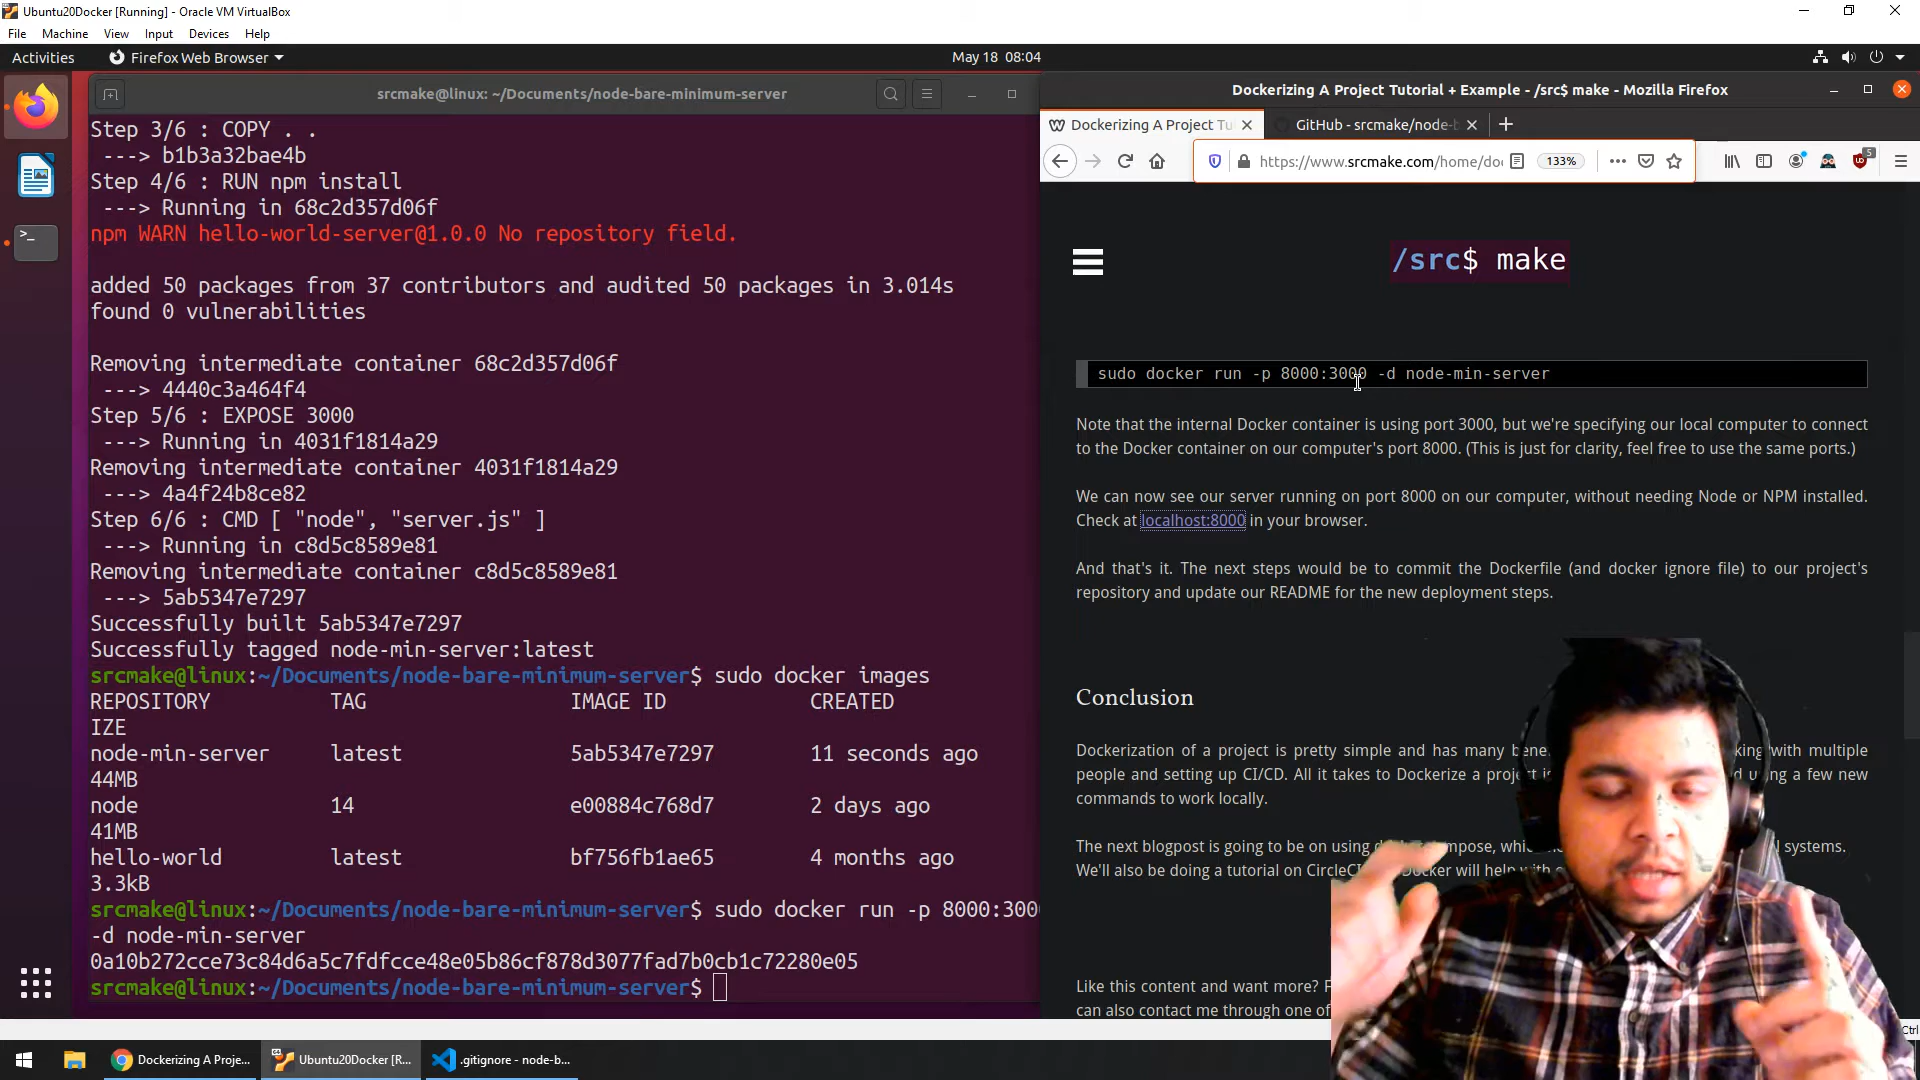 Ubuntu20Docker [Running] - Oracle VM VirtualBox
File Machine View Input Devices Help
Activities Firefox Web Browser May 18 08:04
srcmake@linux: ~/Documents/node-bare-minimum-server
Step 3/6 : COPY . .
---> b1b3a32bae4b
Step 4/6 : RUN npm install
---> Running in 68c2d357d06f
npm WARN hello-world-server@1.0.0 No repository field.
added 50 packages from 37 contributors and audited 50 packages in 3.014s
found 0 vulnerabilities
Removing intermediate container 68c2d357d06f
---> 4440c3a464f4
Step 5/6 : EXPOSE 3000
---> Running in 4031f1814a29
Removing intermediate container 4031f1814a29
---> 4a4f24b8ce82
Step 6/6 : CMD [ "node", "server.js" ]
---> Running in c8d5c8589e81
Removing intermediate container c8d5c8589e81
---> 5ab5347e7297
Successfully built 5ab5347e7297
Successfully tagged node-min-server:latest
srcmake@linux:~/Documents/node-bare-minimum-server$ sudo docker images
REPOSITORY TAG IMAGE ID CREATED
IZE
node-min-server latest 5ab5347e7297 11 seconds ago
44MB
node 14 e00884c768d7 2 days ago
41MB
hello-world latest bf756fb1ae65 4 months ago
3.3kB
srcmake@linux:~/Documents/node-bare-minimum-server$ sudo docker run -p 8000:300
-d node-min-server
0a10b272cce73c84d6a5c7fdfcce48e05b86cf878d3077fad7b0cb1c72280e05
srcmake@linux:~/Documents/node-bare-minimum-server$
Dockerizing A Project Tutorial + Example - /src$ make - Mozilla Firefox
Dockerizing A Project Tu GitHub - srcmake/node-b
https://www.srcmake.com/home/doc 133% 5
/src$ make
sudo docker run -p 8000:3000 -d node-min-server
Note that the internal Docker container is using port 3000, but we're specifying our local computer to connect
to the Docker container on our computer's port 8000. (This is just for clarity, feel free to use the same ports.)
We can now see our server running on port 8000 on our computer, without needing Node or NPM installed.
Check at localhost:8000 in your browser.
And that's it. The next steps would be to commit the Dockerfile (and docker ignore file) to our project's
repository and update our README for the new deployment steps.
Conclusion
Dockerization of a project is pretty simple and has many bene king with multiple
people and setting up CI/CD. All it takes to Dockerize a project using a few new
commands to work locally.
The next blogpost is going to be on using systems.
We'll also be doing a tutorial on CircleCI Docker will help with
Like this content and want more?
can also contact me through one of
Ctrl
Dockerizing A Proje... Ubuntu20Docker [R... .gitignore - node-b...